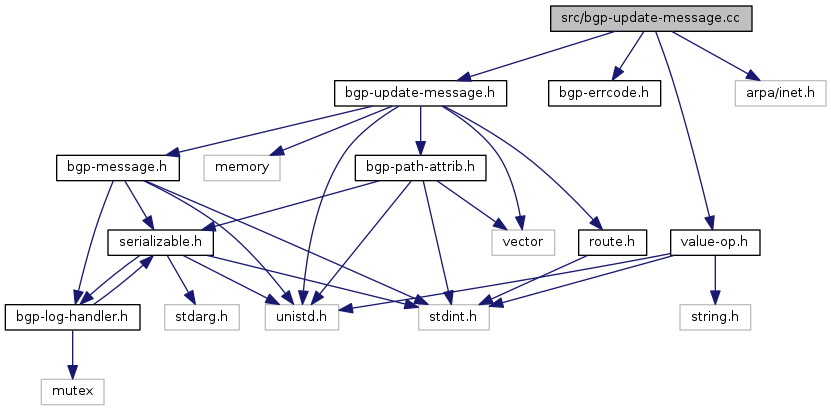 src/bgp-update-message.cc
bgp-update-message.h
bgp-errcode.h
arpa/inet.h
bgp-message.h
memory
bgp-path-attrib.h
serializable.h
vector
route.h
value-op.h
bgp-log-handler.h
stdarg.h
unistd.h
stdint.h
string.h
mutex